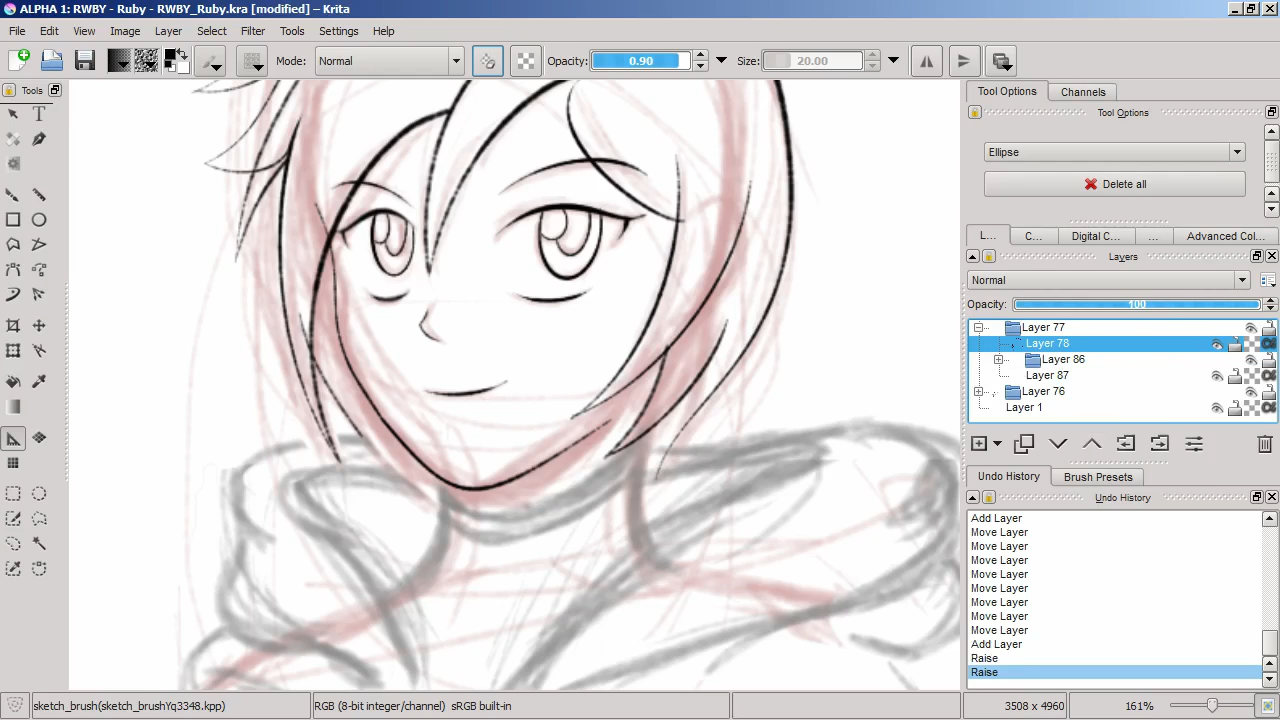 ALPHA 1: RWBY - Ruby - RWBY_Ruby.kra [modified] - Krita
File Edit View Image Layer Select Filter Tools Settings Help
Mode: Normal Opacity: 0.90 Size: 20.00
Tools
T
Tool Options Channels
Tool Options
Ellipse
Delete all
L... C... Digital C... ... Advanced Col...
Layers
Normal
Opacity: 100
Layer 77
Layer 78
Layer 86
Layer 87
Layer 76
Layer 1
Undo History Brush Presets
Undo History
Add Layer
Move Layer
Move Layer
Move Layer
Move Layer
Move Layer
Move Layer
Move Layer
Move Layer
Add Layer
Raise
Raise
sketch_brush(sketch_brushYq3348.kpp) RGB (8-bit integer/channel) sRGB built-in 3508 x 4960 161%